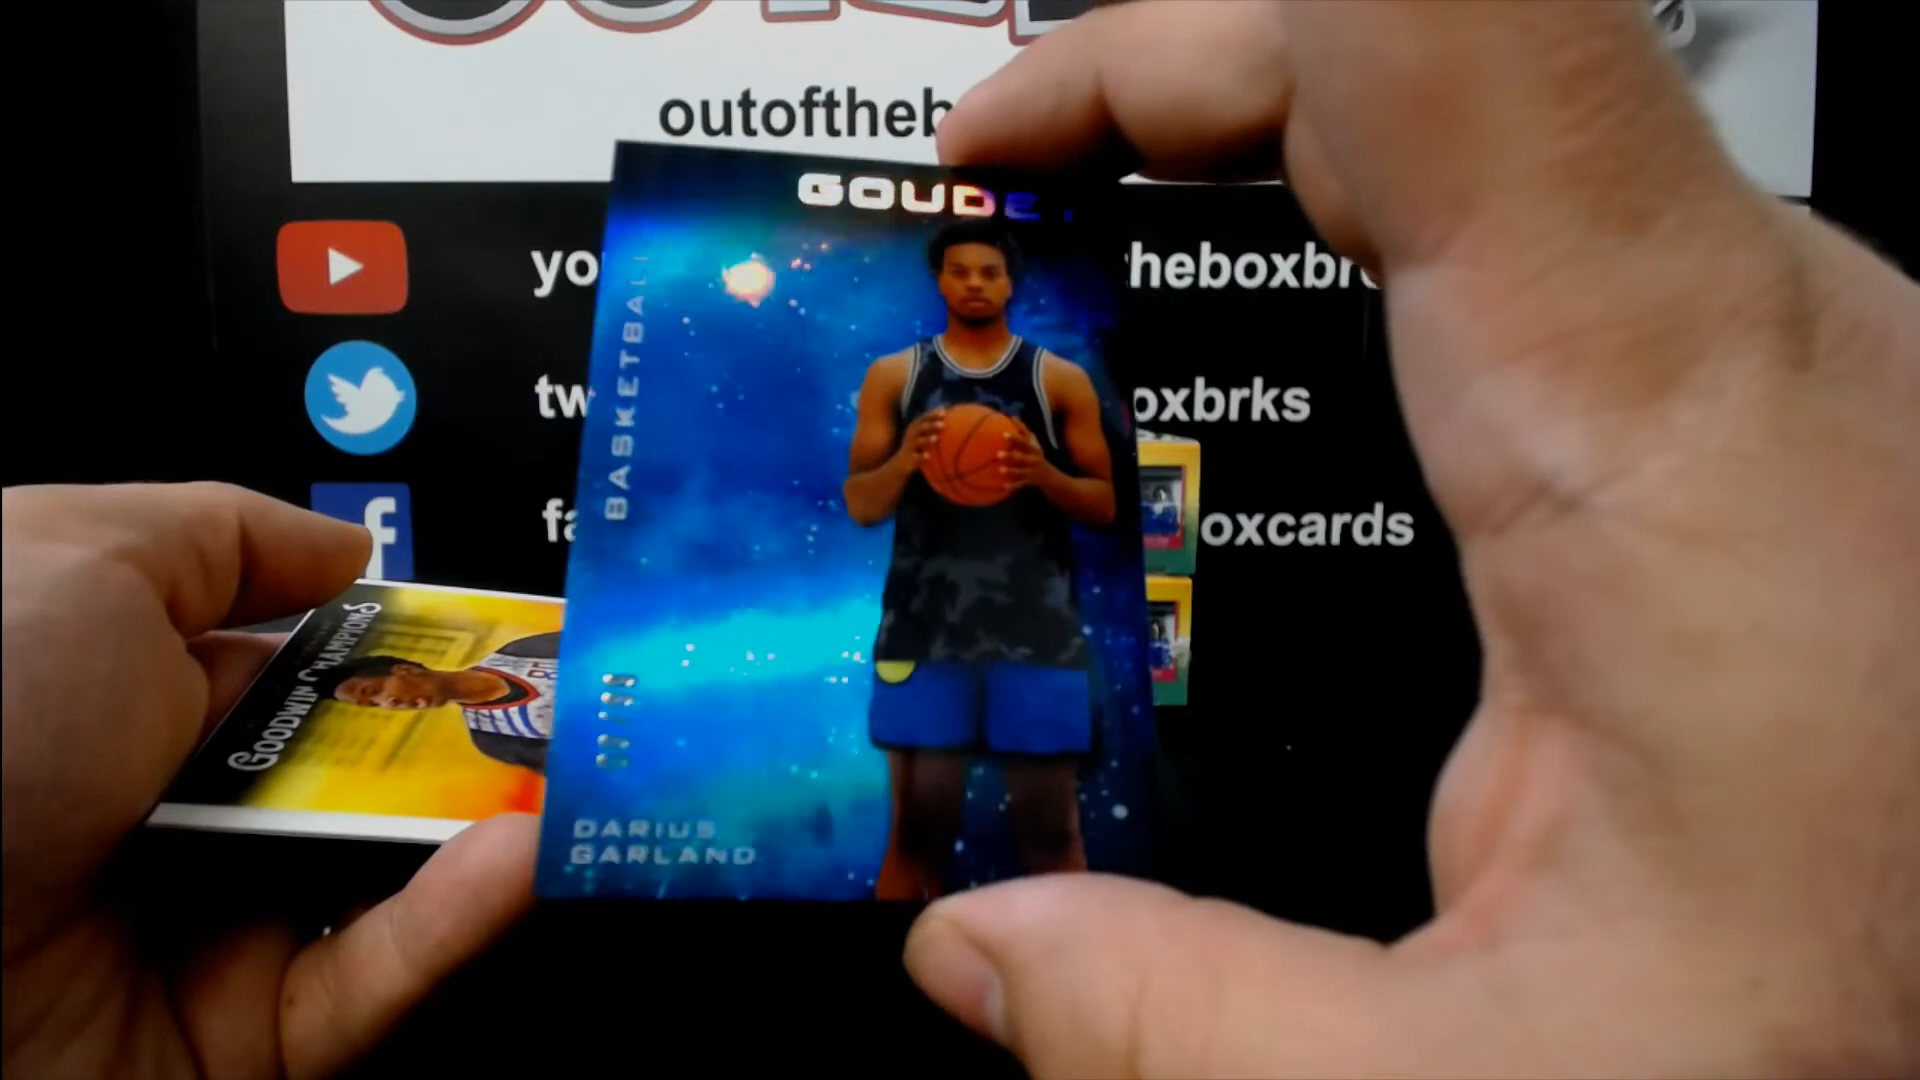 outoftheb
GOUDE
yo
heboxbr
BASKETBALL
tw
oxbrks
fa
oxcards
GOODWIN CHAMPIONS
DARIUS
GARLAND